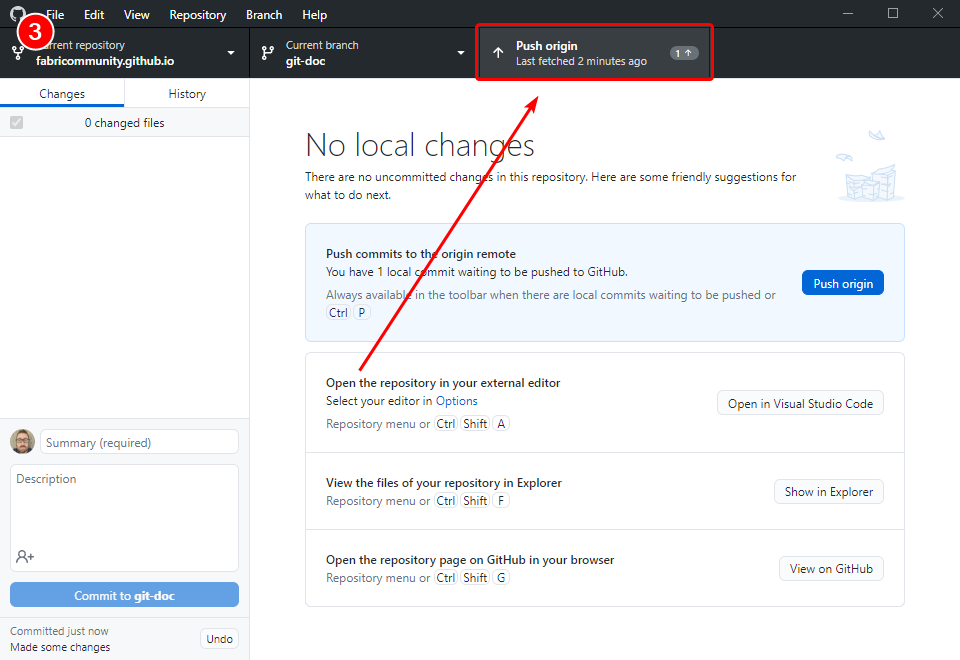 File Edit View Repository Branch Help
3
Current repository
fabricommunity.github.io
Current branch
git-doc
Push origin
Last fetched 2 minutes ago
1
Changes
History
0 changed files
No local changes
There are no uncommitted changes in this repository. Here are some friendly suggestions for
what to do next.
Push commits to the origin remote
You have 1 local commit waiting to be pushed to GitHub.
Always available in the toolbar when there are local commits waiting to be pushed or
Ctrl P
Push origin
Open the repository in your external editor
Select your editor in Options
Repository menu or Ctrl Shift A
Open in Visual Studio Code
View the files of your repository in Explorer
Repository menu or Ctrl Shift F
Show in Explorer
Open the repository page on GitHub in your browser
Repository menu or Ctrl Shift G
View on GitHub
Summary (required)
Description
Commit to git-doc
Committed just now
Made some changes
Undo